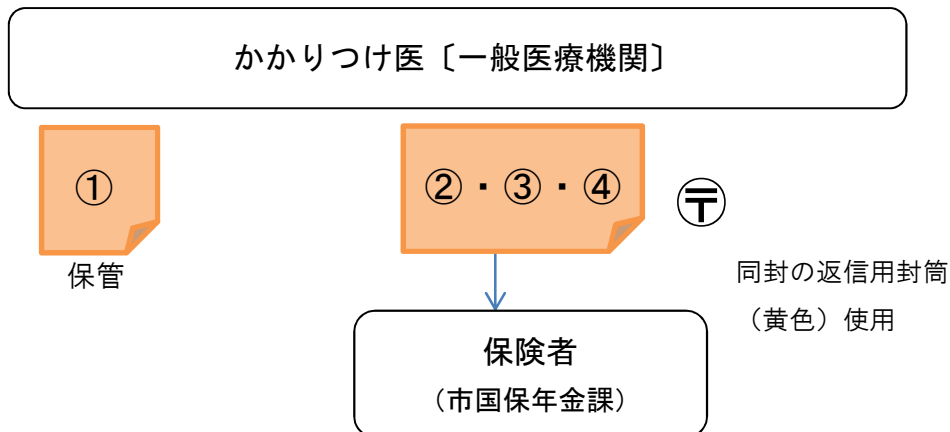 かかりつけ医〔一般医療機関〕
①
②・③・④
〶
保管
同封の返信用封筒
（黄色）使用
保険者
（市国保年金課）